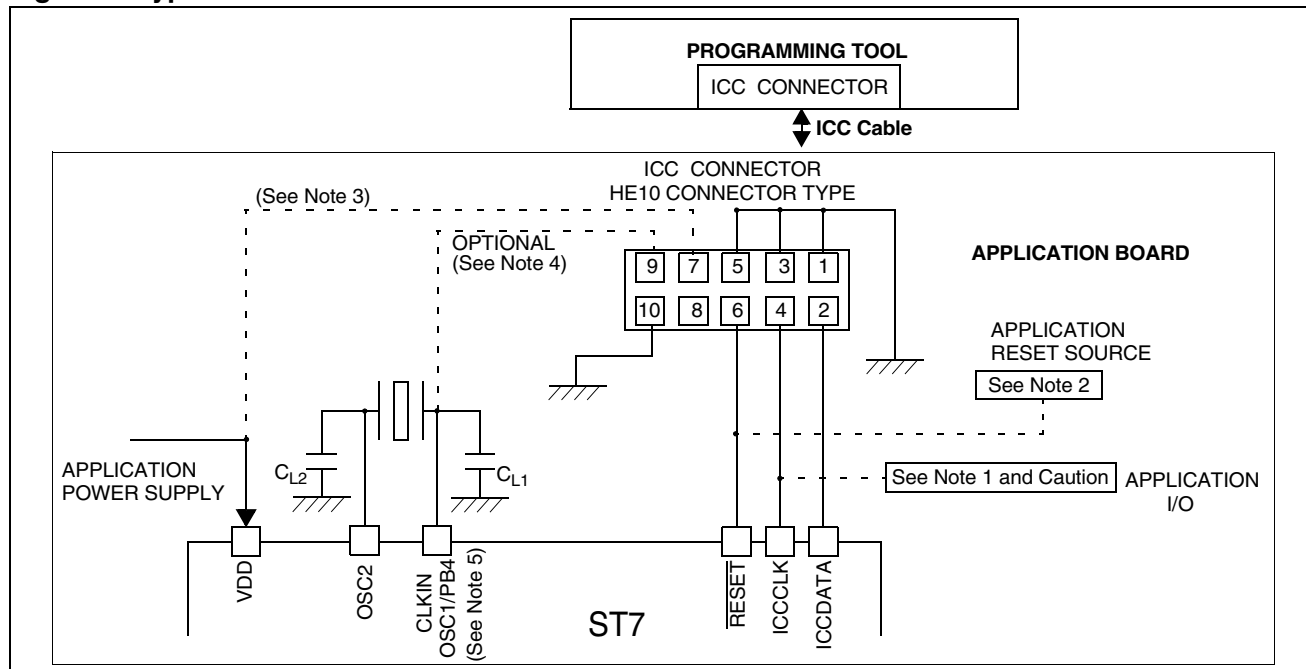 PROGRAMMING TOOL
ICC CONNECTOR
ICC Cable
ICC CONNECTOR
HE10 CONNECTOR TYPE
(See Note 3)
OPTIONAL
(See Note 4)
9 7 5 3 1
10 8 6 4 2
APPLICATION BOARD
APPLICATION
RESET SOURCE
See Note 2
APPLICATION
POWER SUPPLY
CL2
CL1
See Note 1 and Caution
APPLICATION
I/O
VDD
OSC2
CLKIN
OSC1/PB4
(See Note 5)
RESET
ICCCLK
ICCDATA
ST7